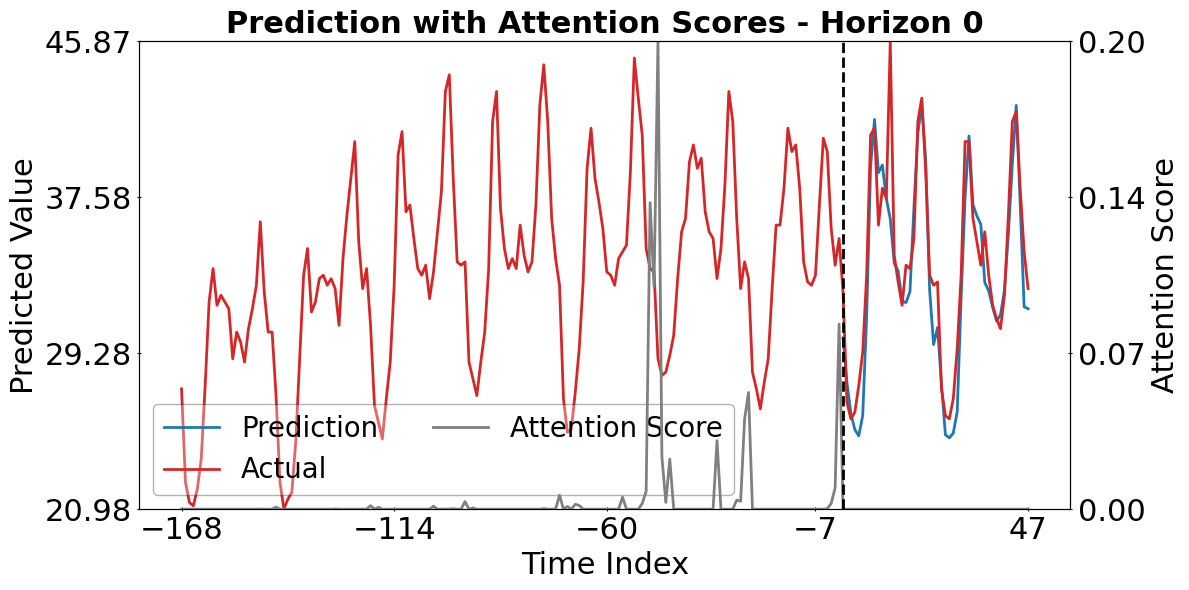 Prediction with Attention Scores - Horizon 0
45.87
37.58
29.28
20.98
Predicted Value
0.20
0.14
0.07
0.00
Attention Score
Prediction
Attention Score
Actual
−168
−114
−60
−7
47
Time Index